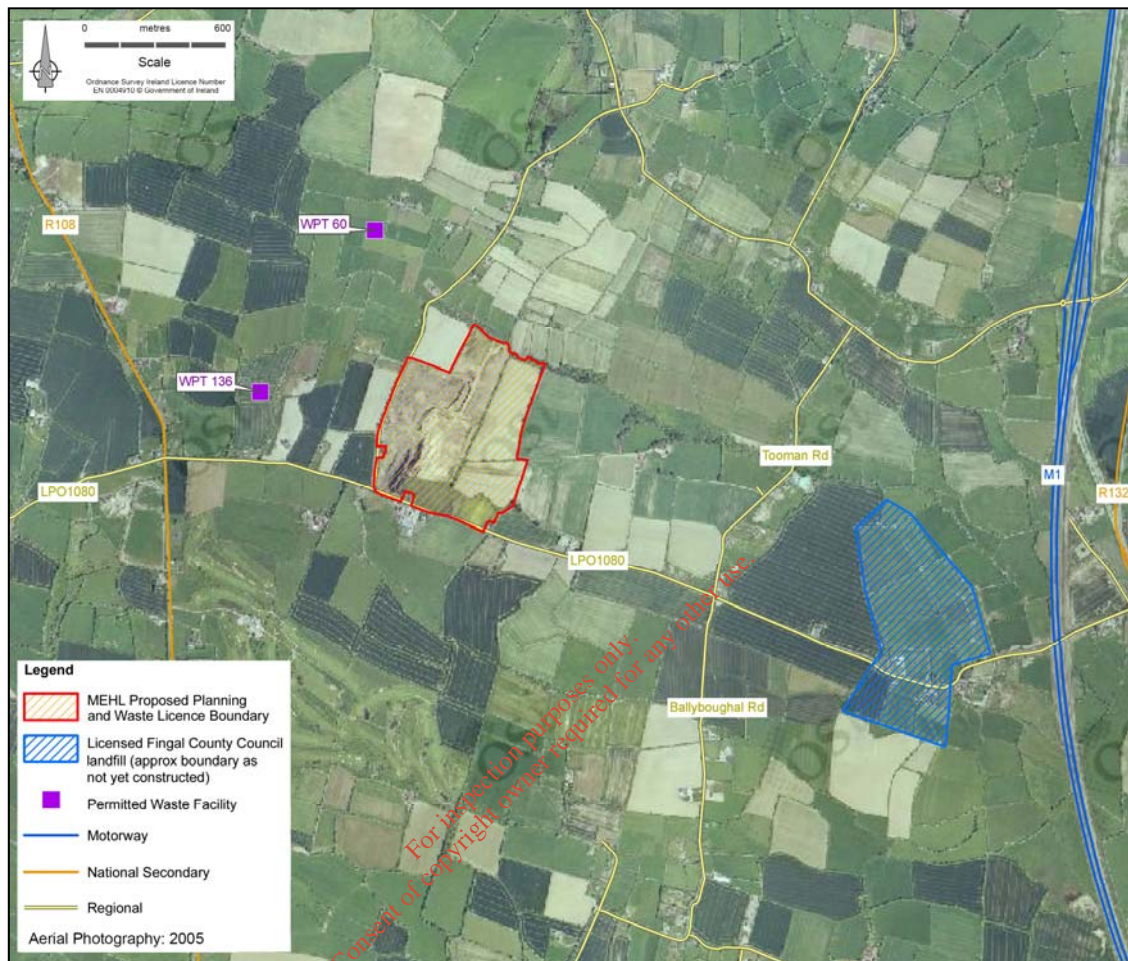 0 metres 600
Scale
Ordnance Survey Ireland Licence Number
EN 0004910 © Government of Ireland
N
R108
WPT 60
WPT 136
LPO1080
Tooman Rd
M1
R132
LPO1080
Ballyboughal Rd
For inspection purposes only.
Consent of copyright owner required for any other use.
Legend
MEHL Proposed Planning
and Waste Licence Boundary
Licensed Fingal County Council
landfill (approx boundary as
not yet constructed)
Permitted Waste Facility
Motorway
National Secondary
Regional
Aerial Photography: 2005